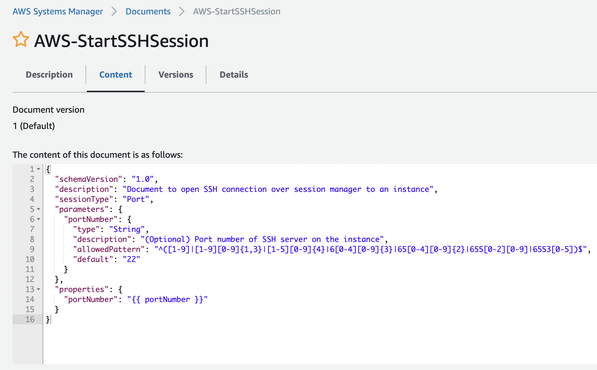 AWS Systems Manager > Documents > AWS-StartSSHSession
AWS-StartSSHSession
Description Content Versions Details
Document version
1 (Default)
The content of this document is as follows:
1 {
2 "schemaVersion": "1.0",
3 "description": "Document to open SSH connection over session manager to an instance",
4 "sessionType": "Port",
5 "parameters": {
6 "portNumber": {
7 "type": "String",
8 "description": "(Optional) Port number of SSH server on the instance",
9 "allowedPattern": "^([1-9]|[1-9][0-9]{1,3}|[1-5][0-9]{4}|6[0-4][0-9]{3}|65[0-4][0-9]{2}|655[0-2][0-9]|6553[0-5])$",
10 "default": "22"
11 }
12 },
13 "properties": {
14 "portNumber": "{{ portNumber }}"
15 }
16 }